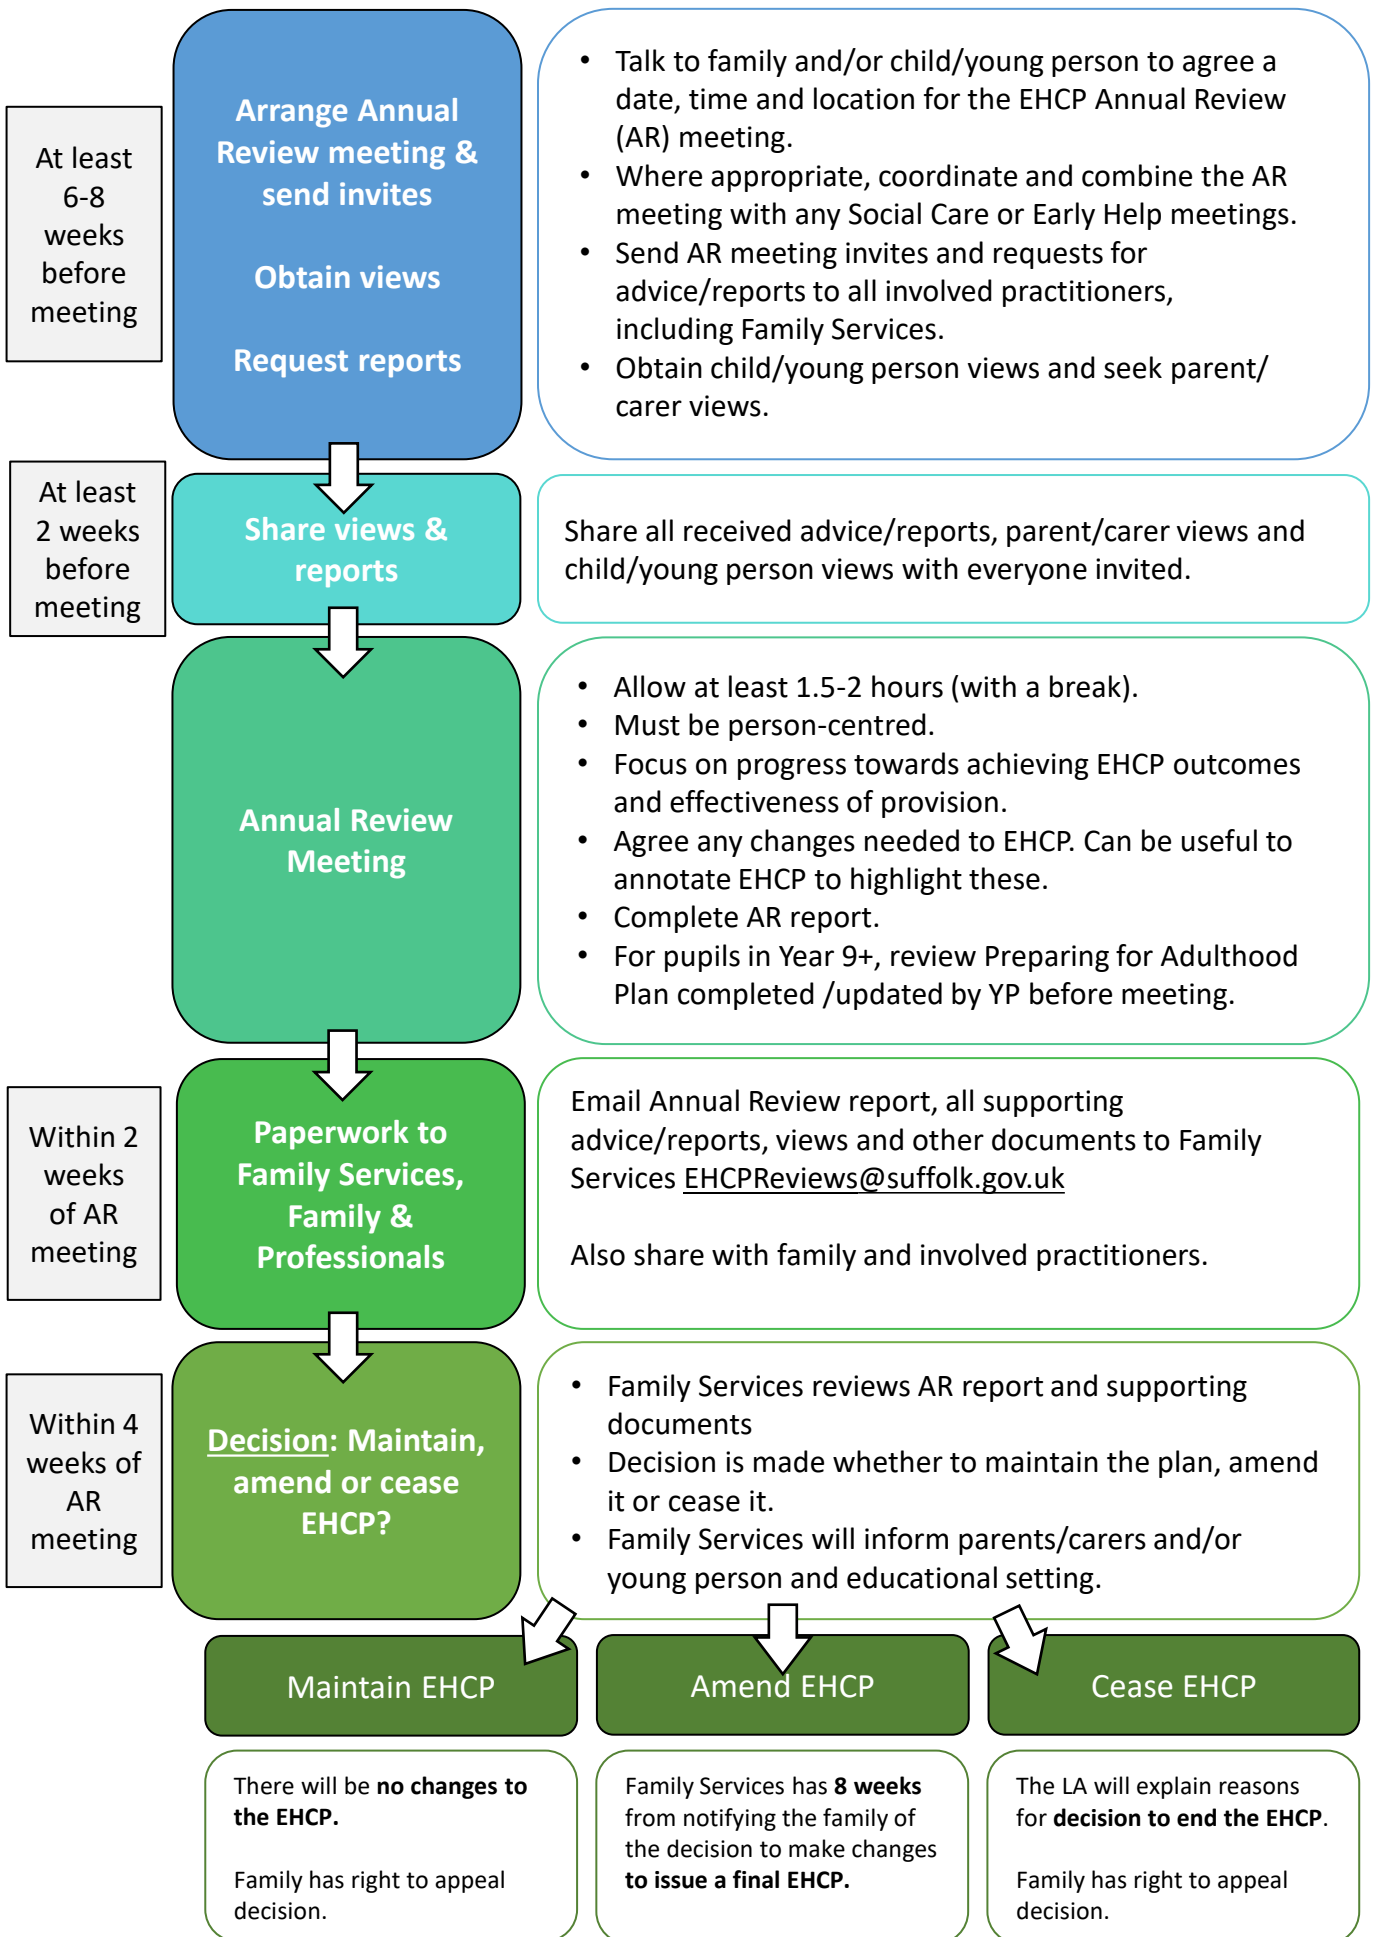 At least
6-8
weeks
before
meeting
Arrange Annual
Review meeting &
send invites
Obtain views
Request reports
• Talk to family and/or child/young person to agree a
date, time and location for the EHCP Annual Review
(AR) meeting.
• Where appropriate, coordinate and combine the AR
meeting with any Social Care or Early Help meetings.
• Send AR meeting invites and requests for
advice/reports to all involved practitioners,
including Family Services.
• Obtain child/young person views and seek parent/
carer views.
At least
2 weeks
before
meeting
Share views &
reports
Share all received advice/reports, parent/carer views and
child/young person views with everyone invited.
Annual Review
Meeting
• Allow at least 1.5-2 hours (with a break).
• Must be person-centred.
• Focus on progress towards achieving EHCP outcomes
and effectiveness of provision.
• Agree any changes needed to EHCP. Can be useful to
annotate EHCP to highlight these.
• Complete AR report.
• For pupils in Year 9+, review Preparing for Adulthood
Plan completed /updated by YP before meeting.
Within 2
weeks
of AR
meeting
Paperwork to
Family Services,
Family &
Professionals
Email Annual Review report, all supporting
advice/reports, views and other documents to Family
Services EHCPReviews@suffolk.gov.uk
Also share with family and involved practitioners.
Within 4
weeks of
AR
meeting
Decision: Maintain,
amend or cease
EHCP?
• Family Services reviews AR report and supporting
documents
• Decision is made whether to maintain the plan, amend
it or cease it.
• Family Services will inform parents/carers and/or
young person and educational setting.
Maintain EHCP
There will be no changes to
the EHCP.
Family has right to appeal
decision.
Amend EHCP
Family Services has 8 weeks
from notifying the family of
the decision to make changes
to issue a final EHCP.
Cease EHCP
The LA will explain reasons
for decision to end the EHCP.
Family has right to appeal
decision.